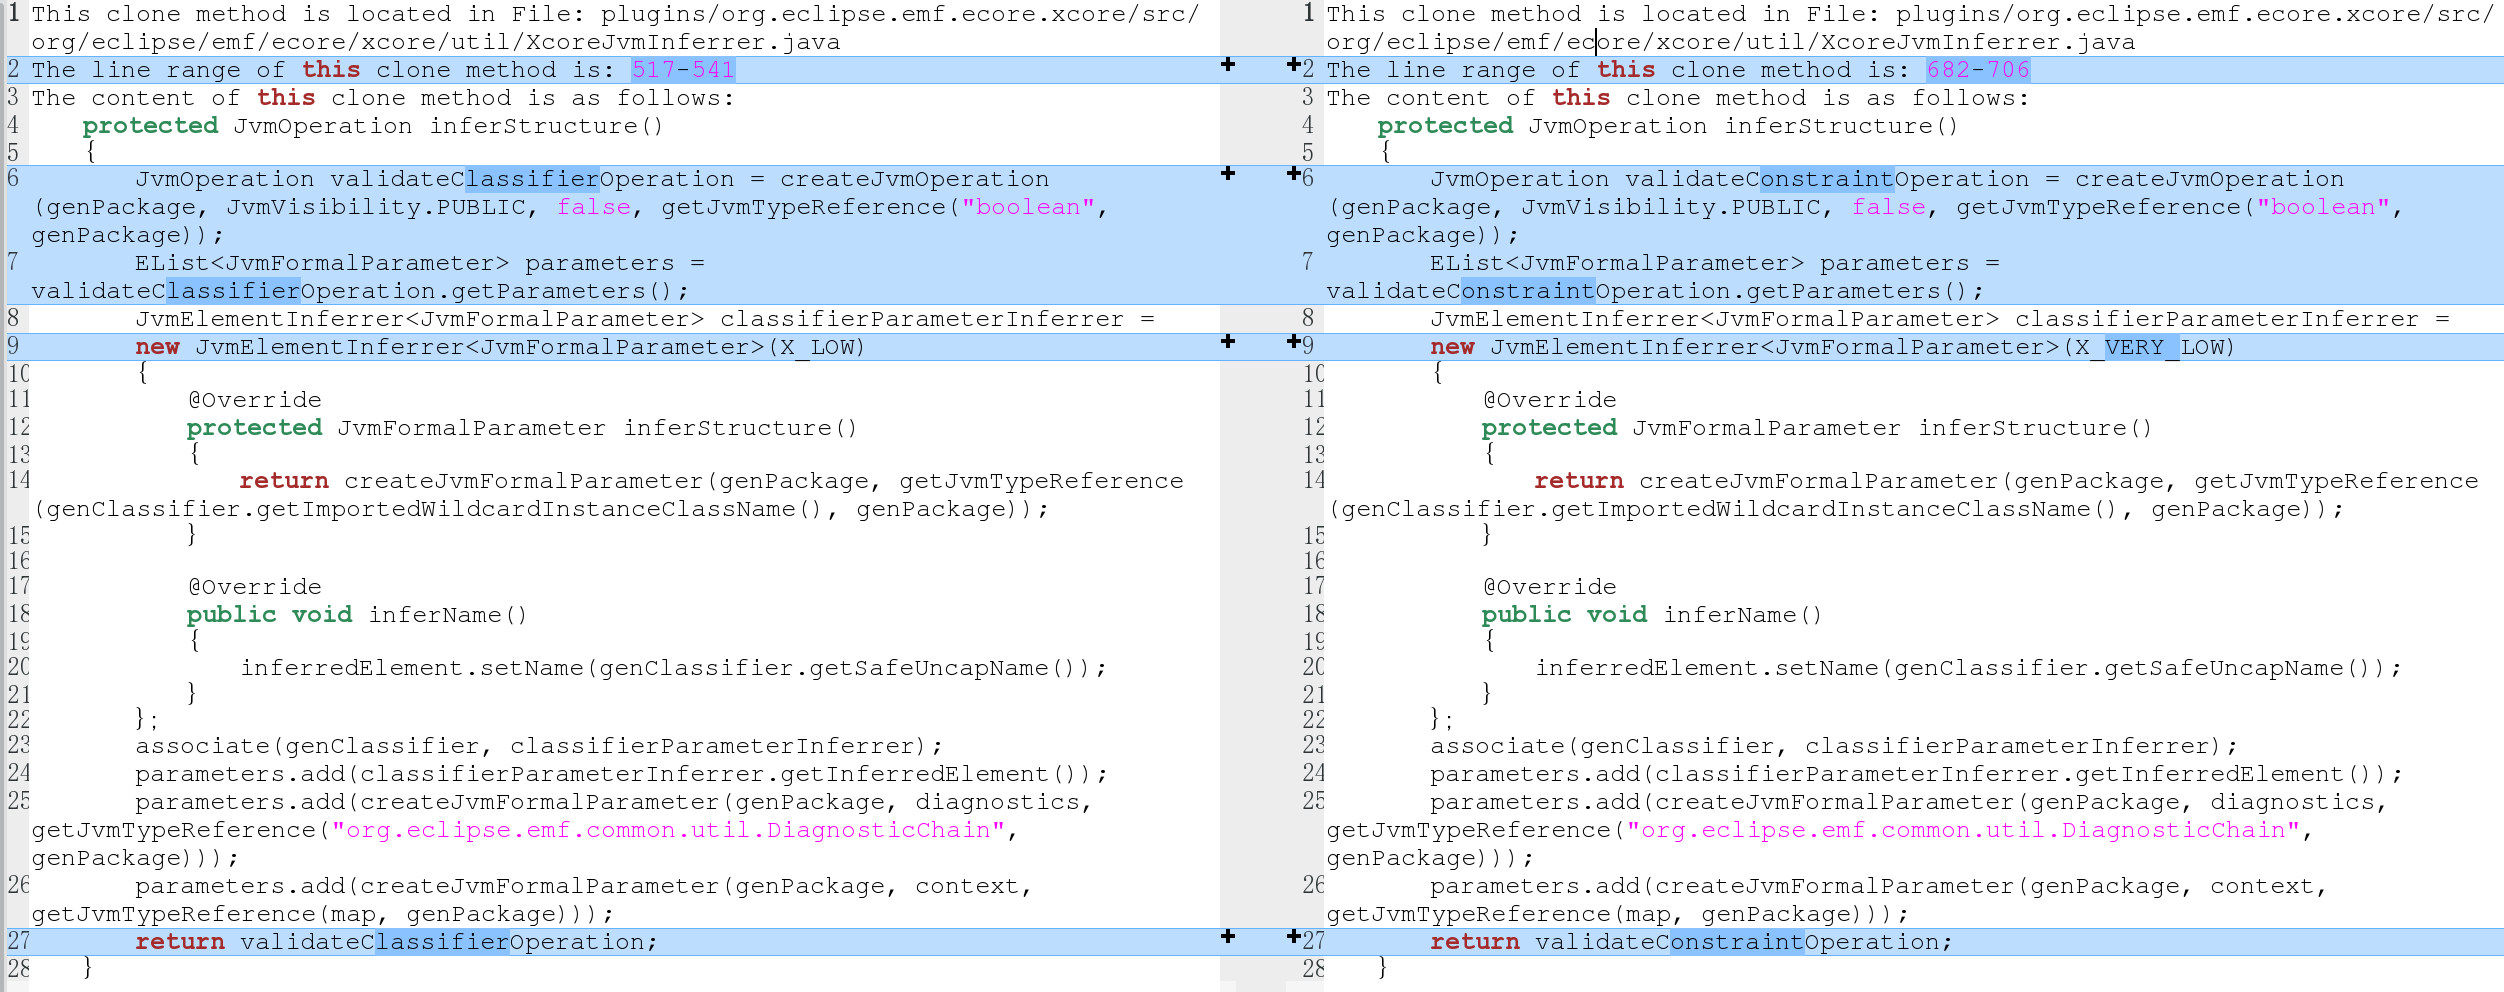 1 This clone method is located in File: plugins/org.eclipse.emf.ecore.xcore/src/
org/eclipse/emf/ecore/xcore/util/XcoreJvmInferrer.java
2 The line range of this clone method is: 517-541
3 The content of this clone method is as follows:
4 protected JvmOperation inferStructure()
5 {
6 JvmOperation validateClassifierOperation = createJvmOperation
(genPackage, JvmVisibility.PUBLIC, false, getJvmTypeReference("boolean",
genPackage));
7 EList<JvmFormalParameter> parameters =
validateClassifierOperation.getParameters();
8 JvmElementInferrer<JvmFormalParameter> classifierParameterInferrer =
9 new JvmElementInferrer<JvmFormalParameter>(X_LOW)
10 {
11 @Override
12 protected JvmFormalParameter inferStructure()
13 {
14 return createJvmFormalParameter(genPackage, getJvmTypeReference
(genClassifier.getImportedWildcardInstanceClassName(), genPackage));
15 }
16
17 @Override
18 public void inferName()
19 {
20 inferredElement.setName(genClassifier.getSafeUncapName());
21 }
22 };
23 associate(genClassifier, classifierParameterInferrer);
24 parameters.add(classifierParameterInferrer.getInferredElement());
25 parameters.add(createJvmFormalParameter(genPackage, diagnostics,
getJvmTypeReference("org.eclipse.emf.common.util.DiagnosticChain",
genPackage)));
26 parameters.add(createJvmFormalParameter(genPackage, context,
getJvmTypeReference(map, genPackage)));
27 return validateClassifierOperation;
28 }
1 This clone method is located in File: plugins/org.eclipse.emf.ecore.xcore/src/
org/eclipse/emf/ecore/xcore/util/XcoreJvmInferrer.java
2 The line range of this clone method is: 682-706
3 The content of this clone method is as follows:
4 protected JvmOperation inferStructure()
5 {
6 JvmOperation validateConstraintOperation = createJvmOperation
(genPackage, JvmVisibility.PUBLIC, false, getJvmTypeReference("boolean",
genPackage));
7 EList<JvmFormalParameter> parameters =
validateConstraintOperation.getParameters();
8 JvmElementInferrer<JvmFormalParameter> classifierParameterInferrer =
9 new JvmElementInferrer<JvmFormalParameter>(X_VERY_LOW)
10 {
11 @Override
12 protected JvmFormalParameter inferStructure()
13 {
14 return createJvmFormalParameter(genPackage, getJvmTypeReference
(genClassifier.getImportedWildcardInstanceClassName(), genPackage));
15 }
16
17 @Override
18 public void inferName()
19 {
20 inferredElement.setName(genClassifier.getSafeUncapName());
21 }
22 };
23 associate(genClassifier, classifierParameterInferrer);
24 parameters.add(classifierParameterInferrer.getInferredElement());
25 parameters.add(createJvmFormalParameter(genPackage, diagnostics,
getJvmTypeReference("org.eclipse.emf.common.util.DiagnosticChain",
genPackage)));
26 parameters.add(createJvmFormalParameter(genPackage, context,
getJvmTypeReference(map, genPackage)));
27 return validateConstraintOperation;
28 }